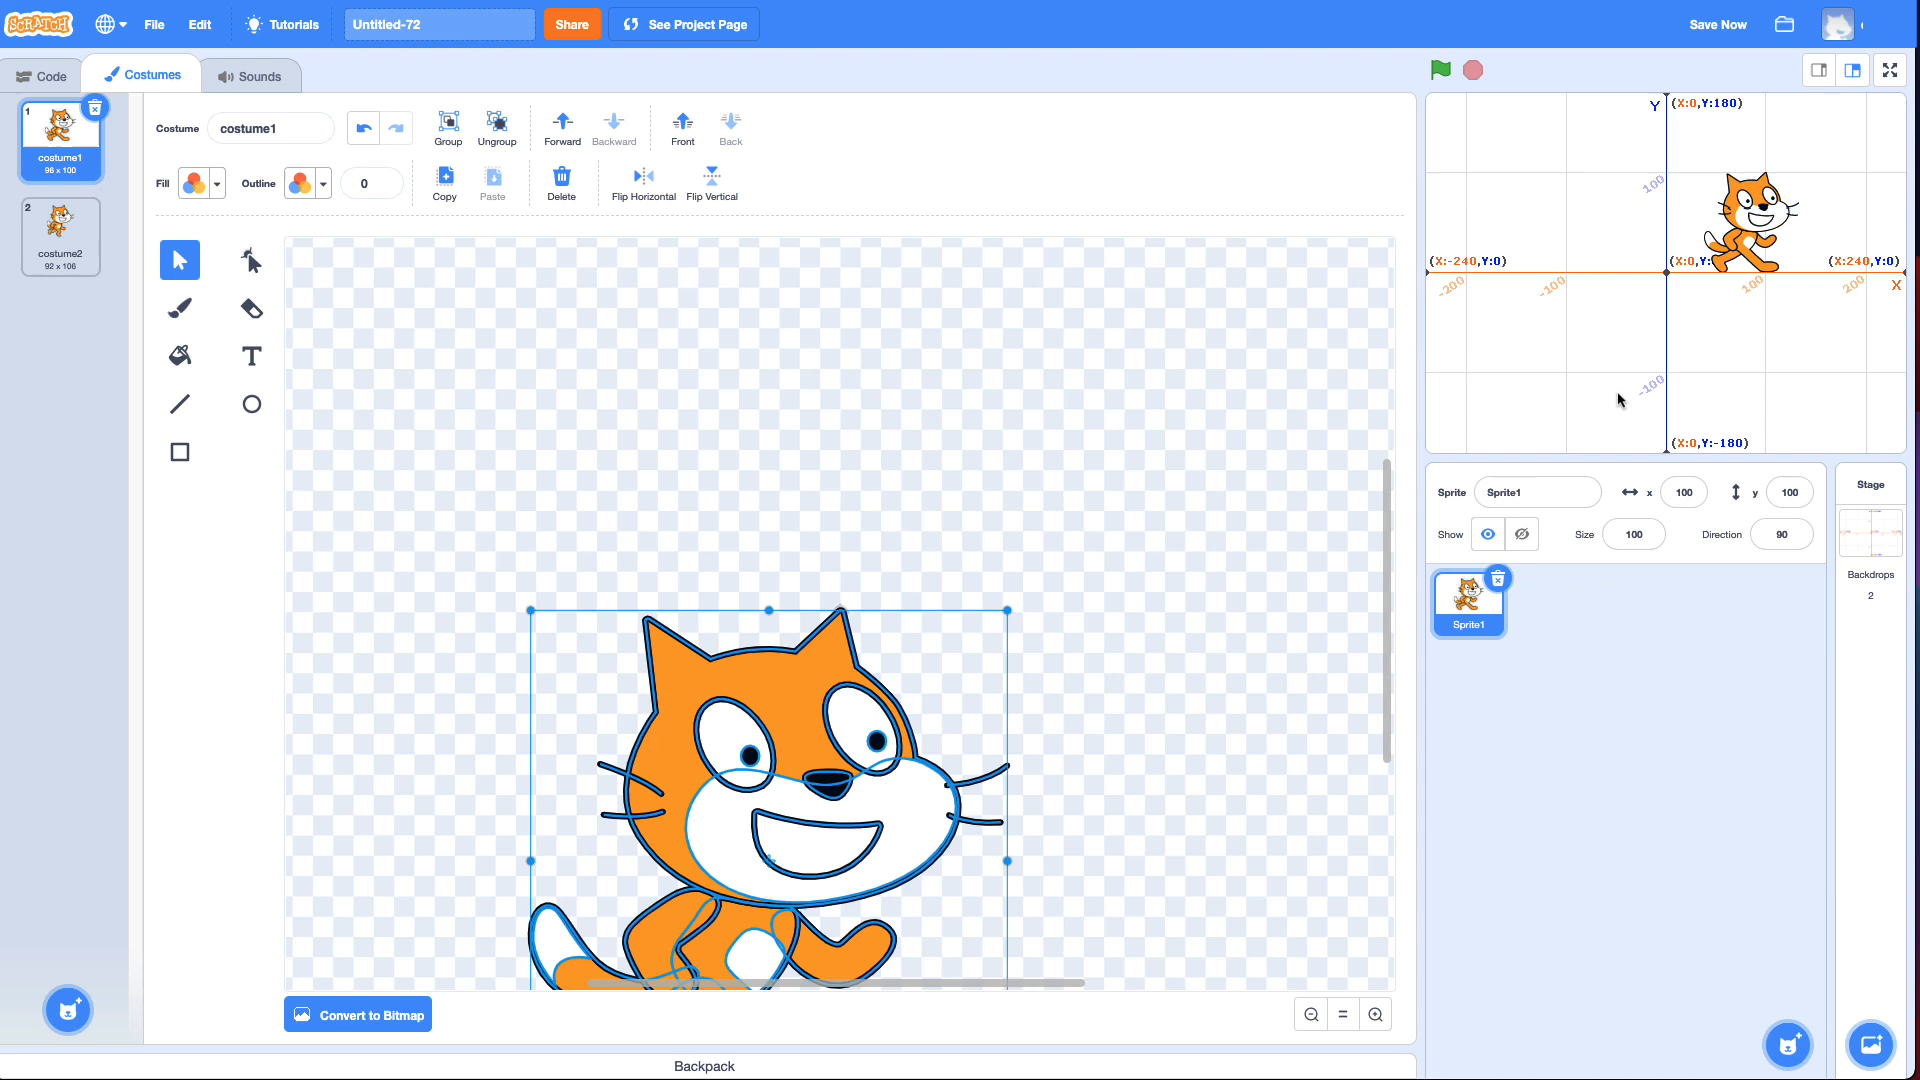 SCRATCH
File
Edit
Tutorials
Untitled-72
Share
See Project Page
Save Now
Code
Costumes
Sounds
1
costume1
96 x 100
2
costume2
92 x 106
Costume
costume1
Group
Ungroup
Forward
Backward
Front
Back
Fill
Outline
0
Copy
Paste
Delete
Flip Horizontal
Flip Vertical
T
Convert to Bitmap
Backpack
Y
(X:0,Y:180)
100
(X:-240,Y:0)
(X:0,Y:
(X:240,Y:0)
-200
-100
100
200
X
-100
(X:0,Y:-180)
Sprite
Sprite1
x
100
y
100
Show
Size
100
Direction
90
Sprite1
Stage
Backdrops
2